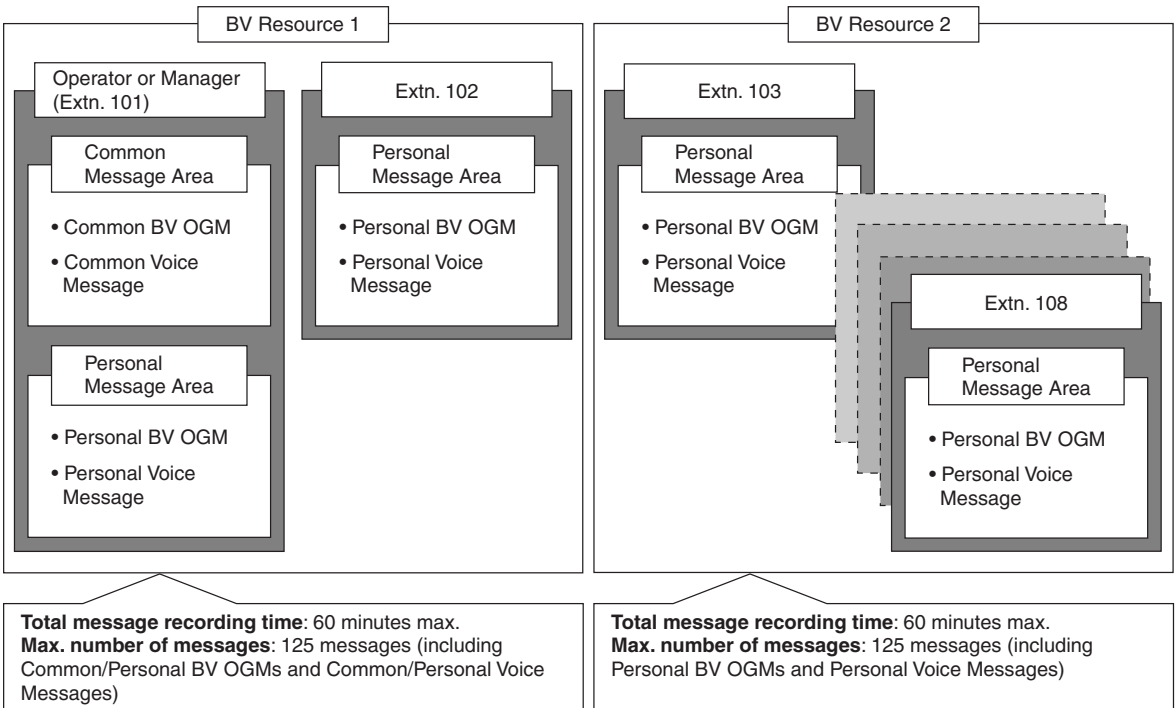 BV Resource 1
Operator or Manager
(Extn. 101)
Common
Message Area
• Common BV OGM
• Common Voice
Message
Personal
Message Area
• Personal BV OGM
• Personal Voice
Message
Extn. 102
Personal
Message Area
• Personal BV OGM
• Personal Voice
Message
Total message recording time: 60 minutes max.
Max. number of messages: 125 messages (including
Common/Personal BV OGMs and Common/Personal Voice
Messages)
BV Resource 2
Extn. 103
Personal
Message Area
• Personal BV OGM
• Personal Voice
Message
Extn. 108
Personal
Message Area
• Personal BV OGM
• Personal Voice
Message
Total message recording time: 60 minutes max.
Max. number of messages: 125 messages (including
Personal BV OGMs and Personal Voice Messages)